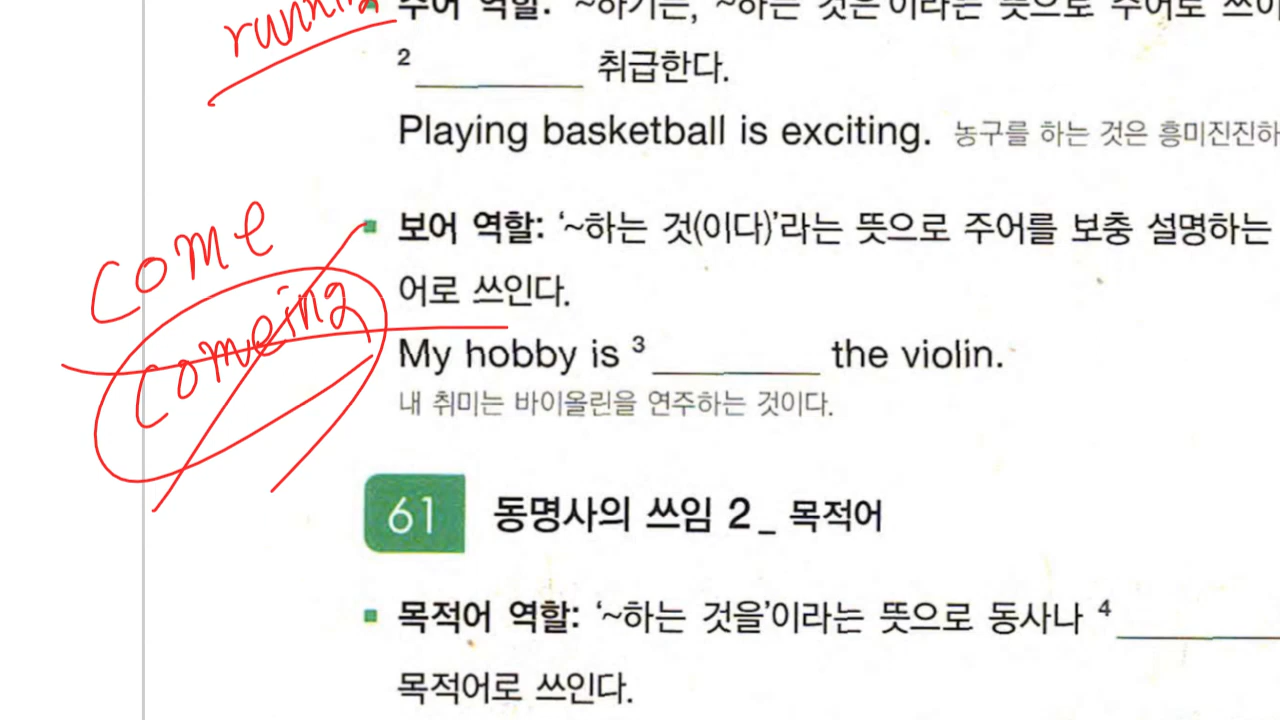 running
주어 역할: '~하기는, ~하는 것은'이라는 뜻으로 주어로 쓰이
2 ________ 취급한다.
Playing basketball is exciting. 농구를 하는 것은 흥미진진하
come
comeing
보어 역할: '~하는 것(이다)'라는 뜻으로 주어를 보충 설명하는
어로 쓰인다.
My hobby is 3 ________ the violin.
내 취미는 바이올린을 연주하는 것이다.
61 동명사의 쓰임 2_ 목적어
목적어 역할: '~하는 것을'이라는 뜻으로 동사나 4 ________
목적어로 쓰인다.